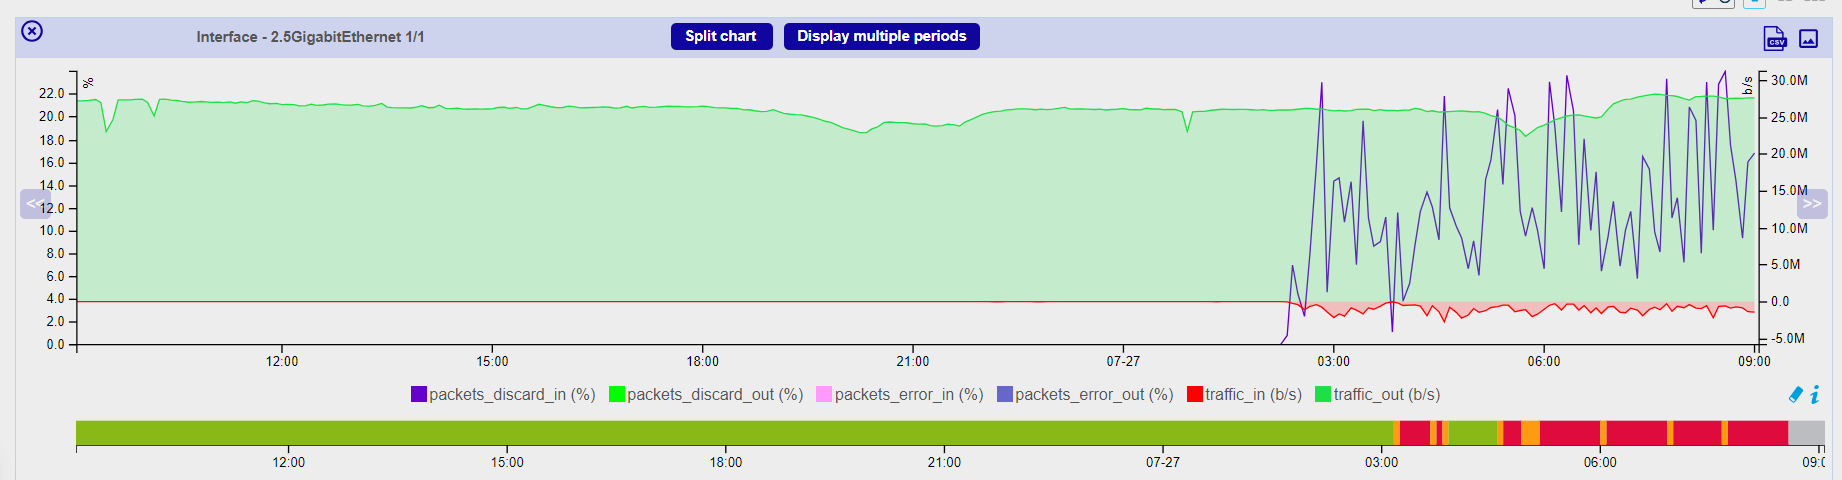 Interface - 2.5GigabitEthernet 1/1
Split chart
Display multiple periods
CSV
%
b/s
22.0
20.0
18.0
16.0
14.0
12.0
10.0
8.0
6.0
4.0
2.0
0.0
30.0M
25.0M
20.0M
15.0M
10.0M
5.0M
0.0
-5.0M
<<
>>
12:00 15:00 18:00 21:00 07-27 03:00 06:00 09:00
packets_discard_in (%) packets_discard_out (%) packets_error_in (%) packets_error_out (%) traffic_in (b/s) traffic_out (b/s)
i
12:00 15:00 18:00 21:00 07-27 03:00 06:00 09:0